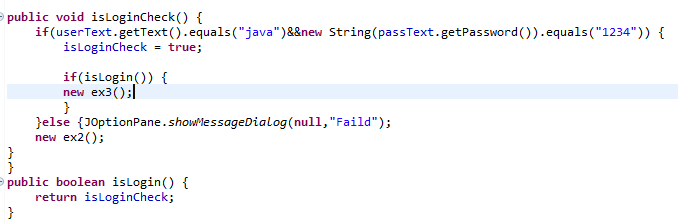 public void isLoginCheck() {
    if(userText.getText().equals("java")&&new String(passText.getPassword()).equals("1234")) {
        isLoginCheck = true;

        if(isLogin()) {
        new ex3();
        }
    }else {JOptionPane.showMessageDialog(null,"Faild");
    new ex2();
}
}
public boolean isLogin() {
    return isLoginCheck;
}